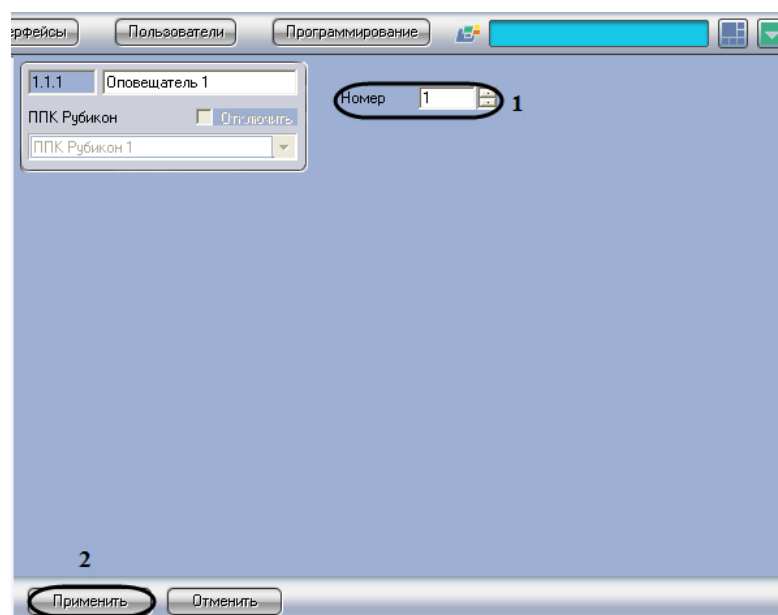 рфейсы Пользователи Программирование
1.1.1 Оповещатель 1
Номер 1 1
ППК Рубикон Отключить
ППК Рубикон 1
2
Применить Отменить